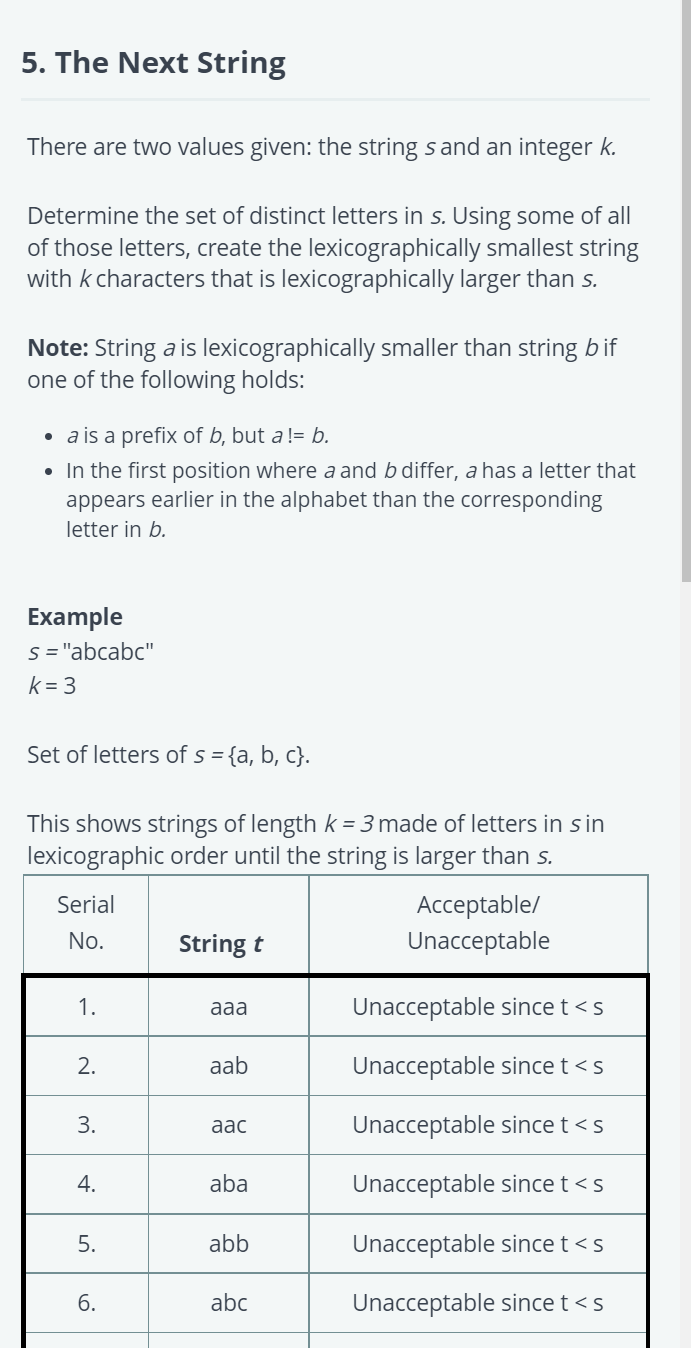 5. The Next String
There are two values given: the string s and an integer k.
Determine the set of distinct letters in s. Using some of all
of those letters, create the lexicographically smallest string
with k characters that is lexicographically larger than s.
Note: String a is lexicographically smaller than string b if
one of the following holds:
• a is a prefix of b, but a != b.
• In the first position where a and b differ, a has a letter that
appears earlier in the alphabet than the corresponding
letter in b.
Example
s = "abcabc"
k = 3
Set of letters of s = {a, b, c}.
This shows strings of length k = 3 made of letters in s in
lexicographic order until the string is larger than s.
Serial
No.
String t
Acceptable/
Unacceptable
1. aaa Unacceptable since t < s
2. aab Unacceptable since t < s
3. aac Unacceptable since t < s
4. aba Unacceptable since t < s
5. abb Unacceptable since t < s
6. abc Unacceptable since t < s